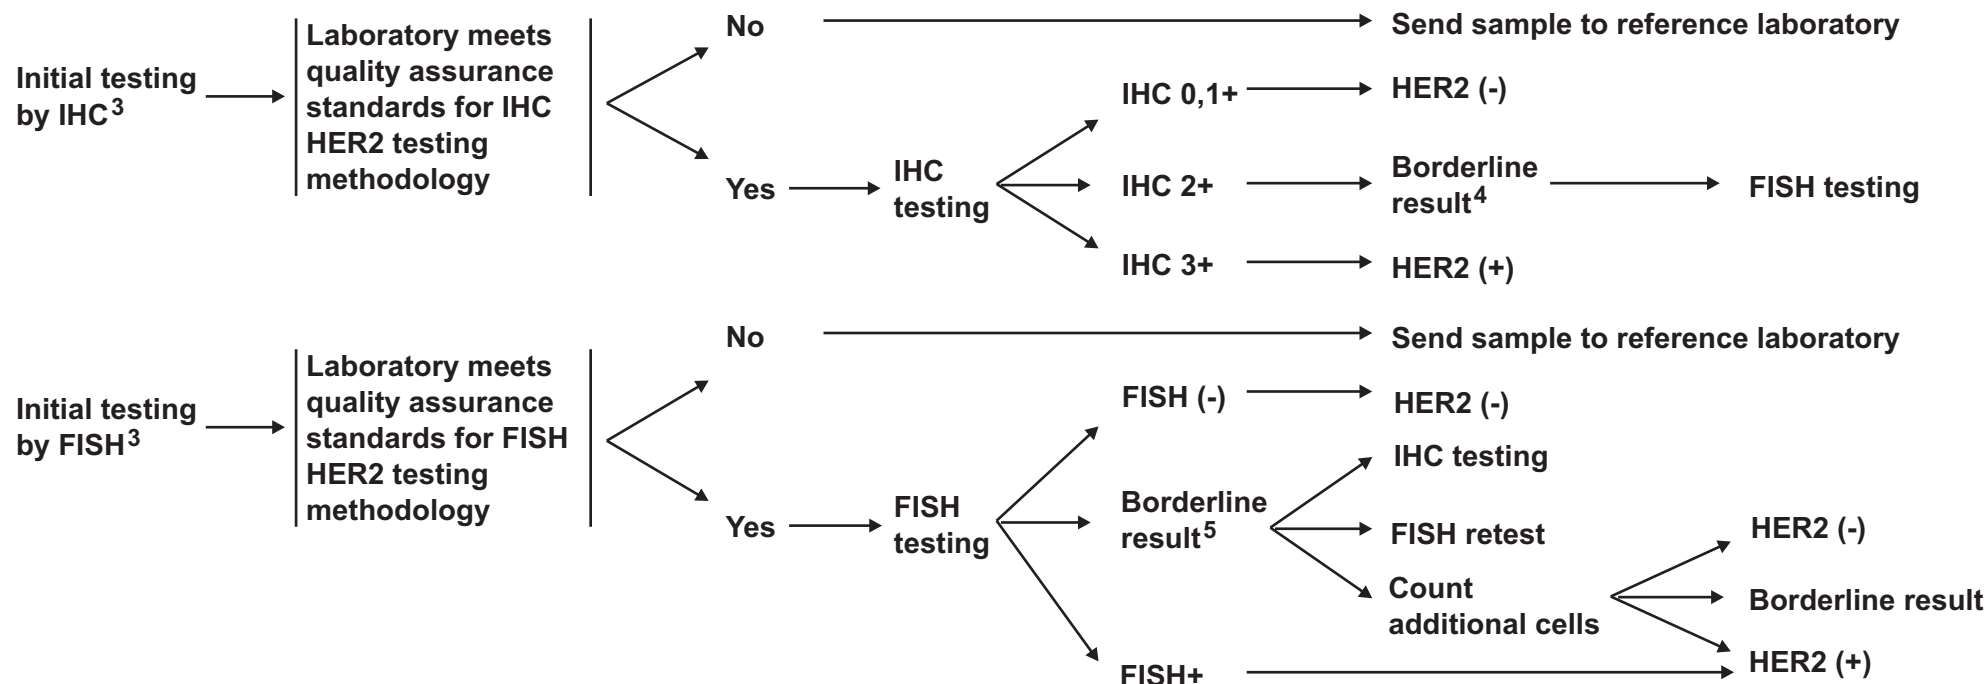 No
Send sample to reference laboratory
Initial testing
by IHC3
Laboratory meets
quality assurance
standards for IHC
HER2 testing
methodology
Yes
IHC
testing
IHC 0,1+
HER2 (-)
IHC 2+
Borderline
result4
FISH testing
IHC 3+
HER2 (+)
No
Send sample to reference laboratory
Initial testing
by FISH3
Laboratory meets
quality assurance
standards for FISH
HER2 testing
methodology
Yes
FISH
testing
FISH (-)
HER2 (-)
Borderline
result5
IHC testing
FISH retest
Count
additional cells
HER2 (-)
Borderline result
HER2 (+)
FISH+